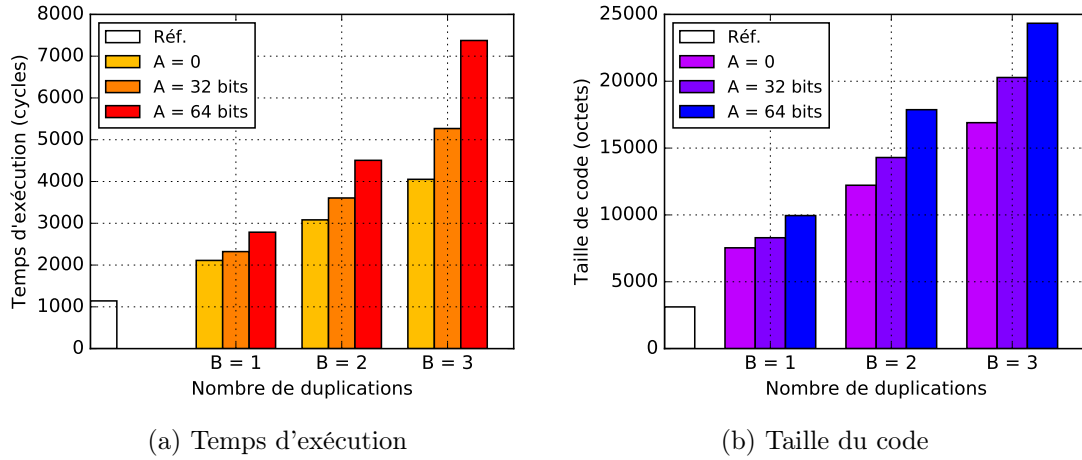 8000
7000
6000
5000
4000
3000
2000
1000
0
Temps d'exécution (cycles)
Réf.
A = 0
A = 32 bits
A = 64 bits
B = 1
B = 2
B = 3
Nombre de duplications
(a) Temps d'exécution
25000
20000
15000
10000
5000
0
Taille de code (octets)
Réf.
A = 0
A = 32 bits
A = 64 bits
B = 1
B = 2
B = 3
Nombre de duplications
(b) Taille du code